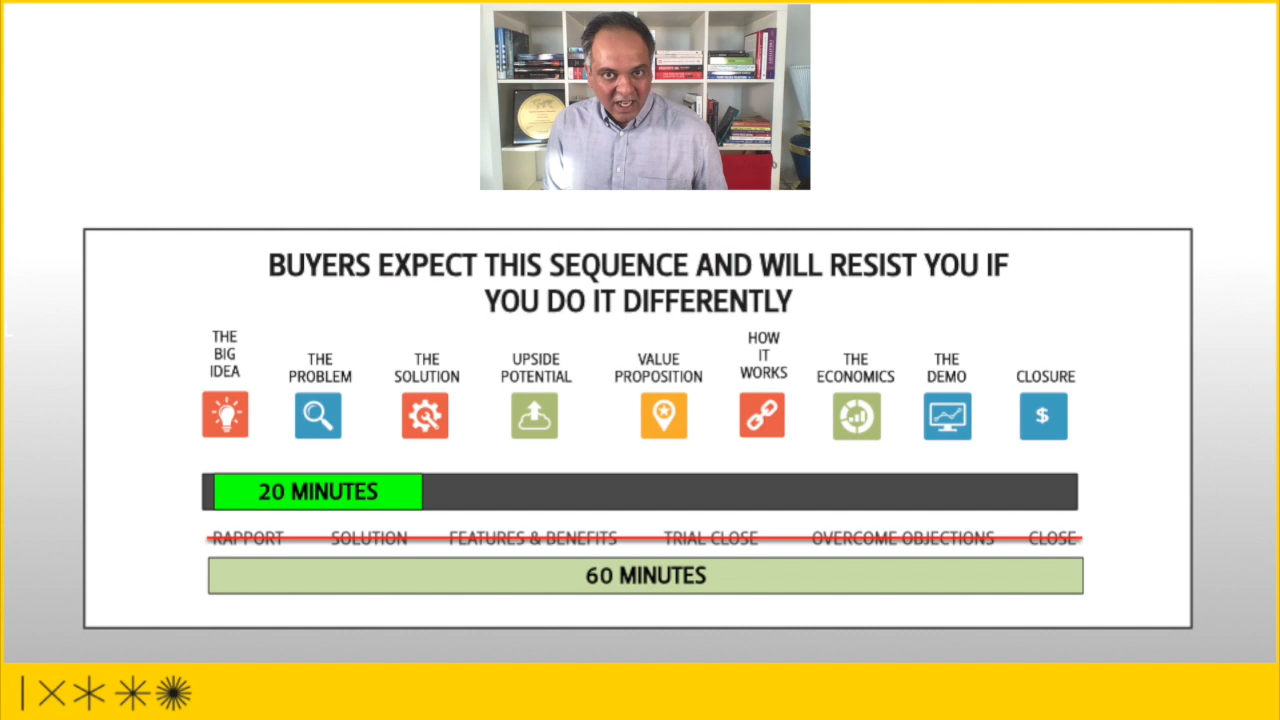 BUYERS EXPECT THIS SEQUENCE AND WILL RESIST YOU IF
YOU DO IT DIFFERENTLY
THE
BIG
IDEA
THE
PROBLEM
THE
SOLUTION
UPSIDE
POTENTIAL
VALUE
PROPOSITION
HOW
IT
WORKS
THE
ECONOMICS
THE
DEMO
CLOSURE
$
20 MINUTES
RAPPORT SOLUTION FEATURES & BENEFITS TRIAL CLOSE OVERCOME OBJECTIONS CLOSE
60 MINUTES